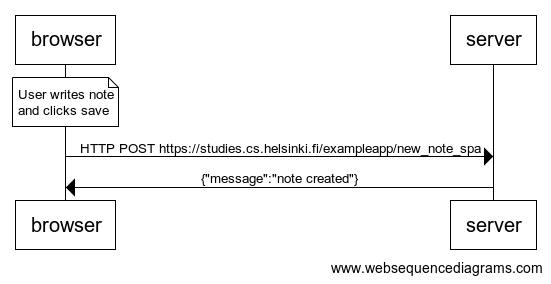 browser
server
User writes note
and clicks save
HTTP POST https://studies.cs.helsinki.fi/exampleapp/new_note_spa
{"message":"note created"}
browser
server
www.websequencediagrams.com